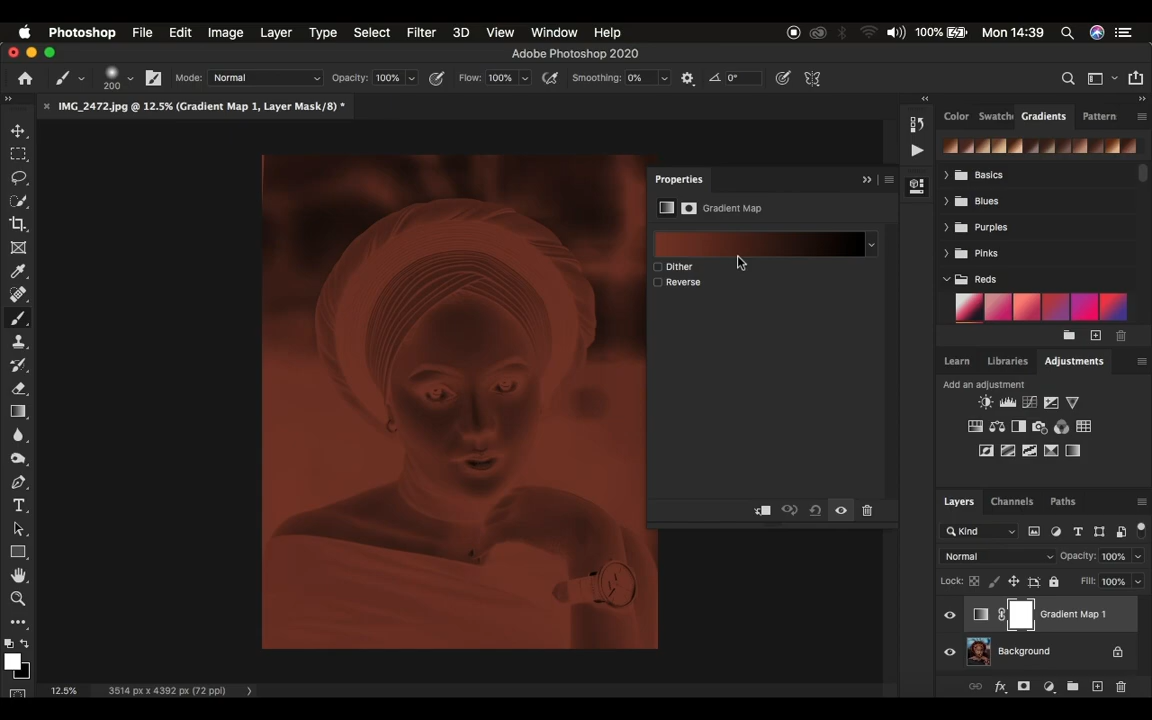 Photoshop File Edit Image Layer Type Select Filter 3D View Window Help 100% Mon 14:39
Adobe Photoshop 2020
200 Mode: Normal Opacity: 100% Flow: 100% Smoothing: 0% 0°
IMG_2472.jpg @ 12.5% (Gradient Map 1, Layer Mask/8) *
Color Swatch Gradients Pattern
Basics
Blues
Purples
Pinks
Reds
Properties
Gradient Map
Dither
Reverse
Learn Libraries Adjustments
Add an adjustment
Layers Channels Paths
Kind
Normal Opacity: 100%
Lock: Fill: 100%
Gradient Map 1
Background
12.5% 3514 px x 4392 px (72 ppi)